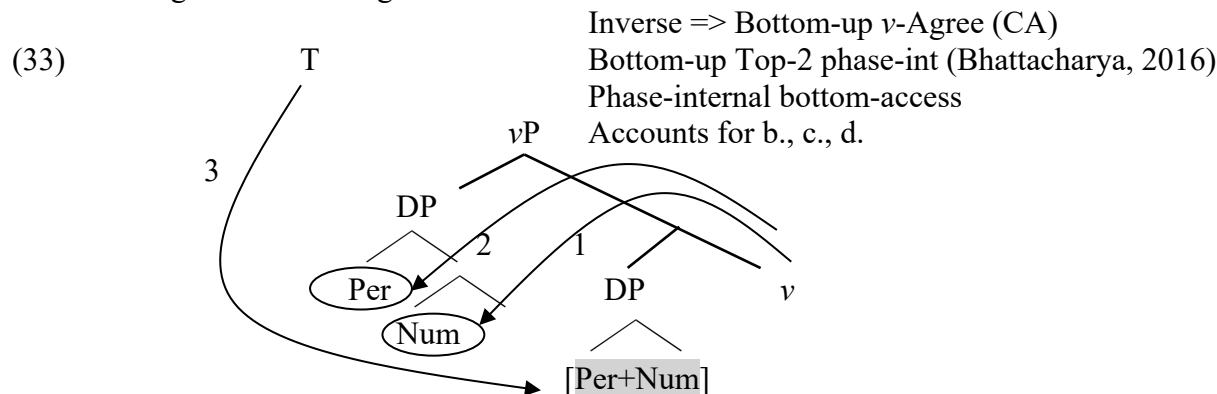 Inverse => Bottom-up v-Agree (CA)
(33) T Bottom-up Top-2 phase-int (Bhattacharya, 2016)
Phase-internal bottom-access
vP Accounts for b., c., d.
3
DP
2 1
Per DP v
Num
[Per+Num]